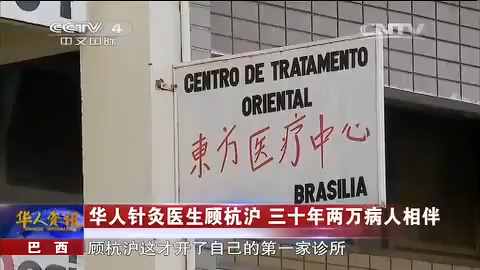 CCTV 4
中文国际
CNTV
CENTRO DE TRATAMENTO
ORIENTAL
東方医疗中心
BRASILIA
华人资讯
华人针灸医生顾杭沪 三十年两万病人相伴
巴西
顾杭沪这才开了自己的第一家诊所